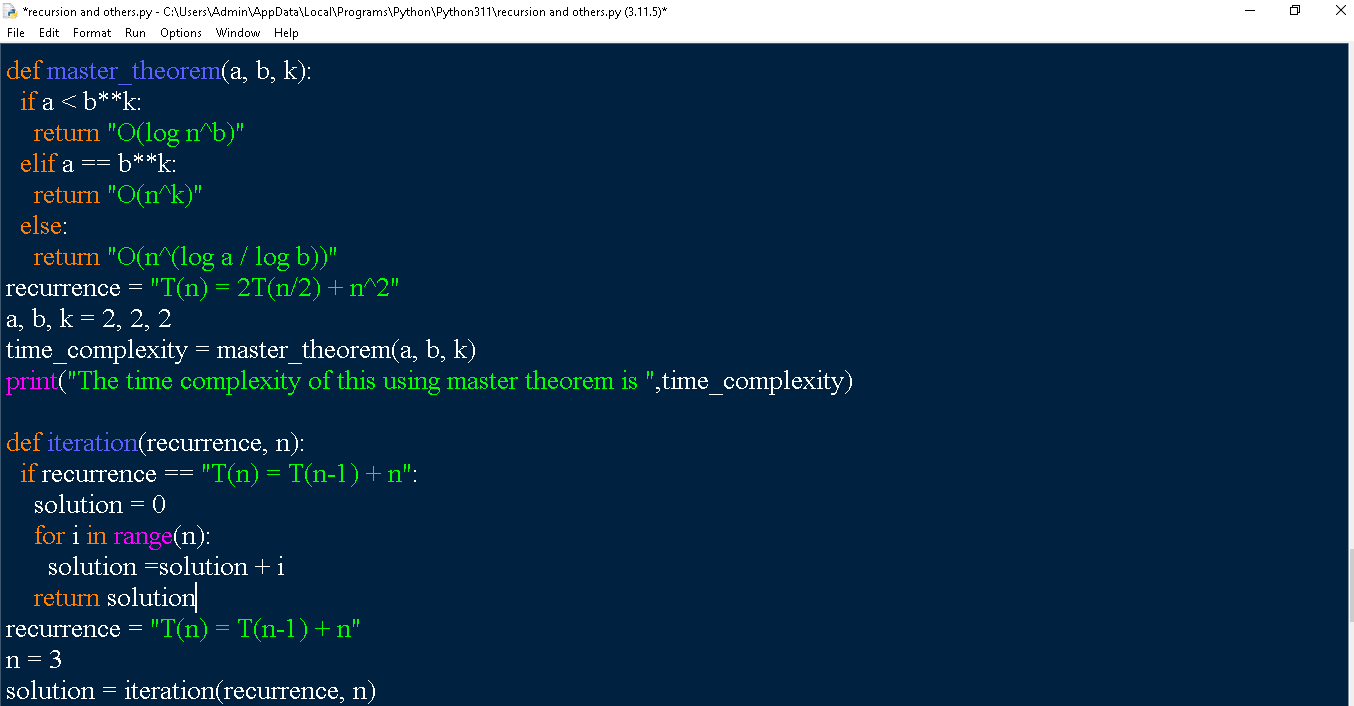 *recursion and others.py - C:\Users\Admin\AppData\Local\Programs\Python\Python311\recursion and others.py (3.11.5)*
File Edit Format Run Options Window Help
def master_theorem(a, b, k):
  if a < b**k:
    return "O(log n^b)"
  elif a == b**k:
    return "O(n^k)"
  else:
    return "O(n^(log a / log b))"
recurrence = "T(n) = 2T(n/2) + n^2"
a, b, k = 2, 2, 2
time_complexity = master_theorem(a, b, k)
print("The time complexity of this using master theorem is ",time_complexity)

def iteration(recurrence, n):
  if recurrence == "T(n) = T(n-1) + n":
    solution = 0
    for i in range(n):
      solution =solution + i
    return solution
recurrence = "T(n) = T(n-1) + n"
n = 3
solution = iteration(recurrence, n)